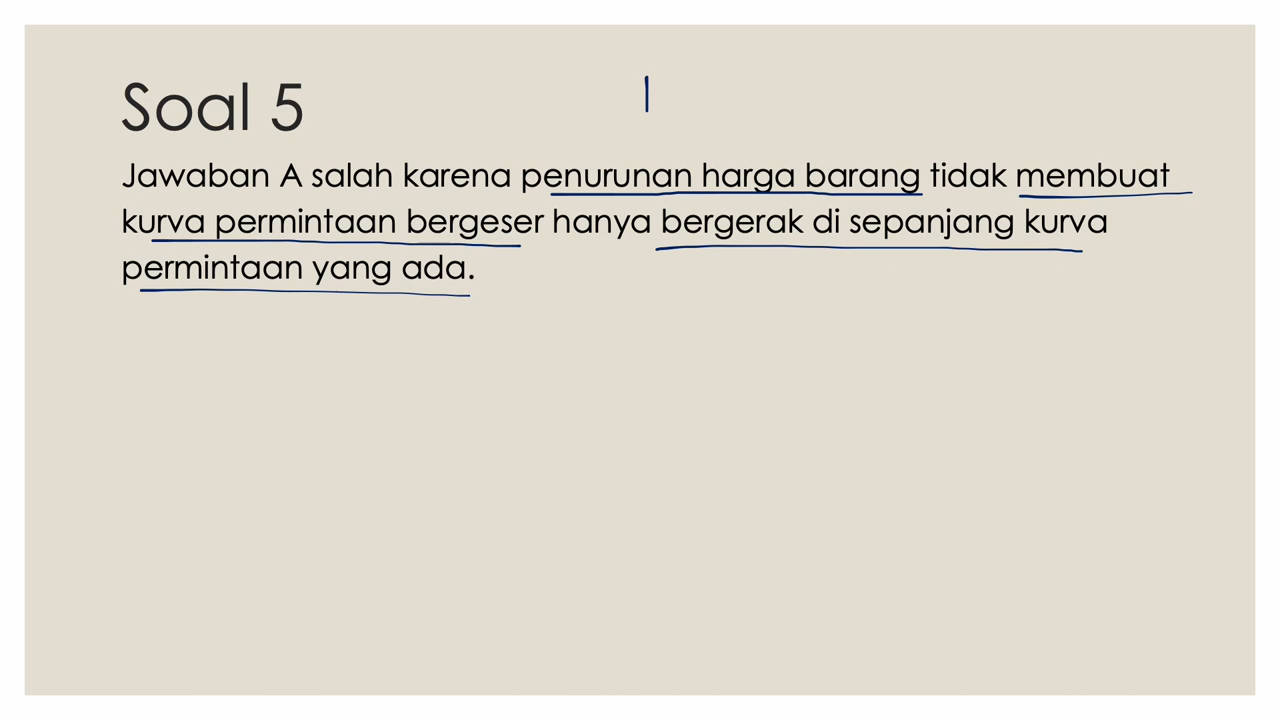 Soal 5
Jawaban A salah karena penurunan harga barang tidak membuat
kurva permintaan bergeser hanya bergerak di sepanjang kurva
permintaan yang ada.